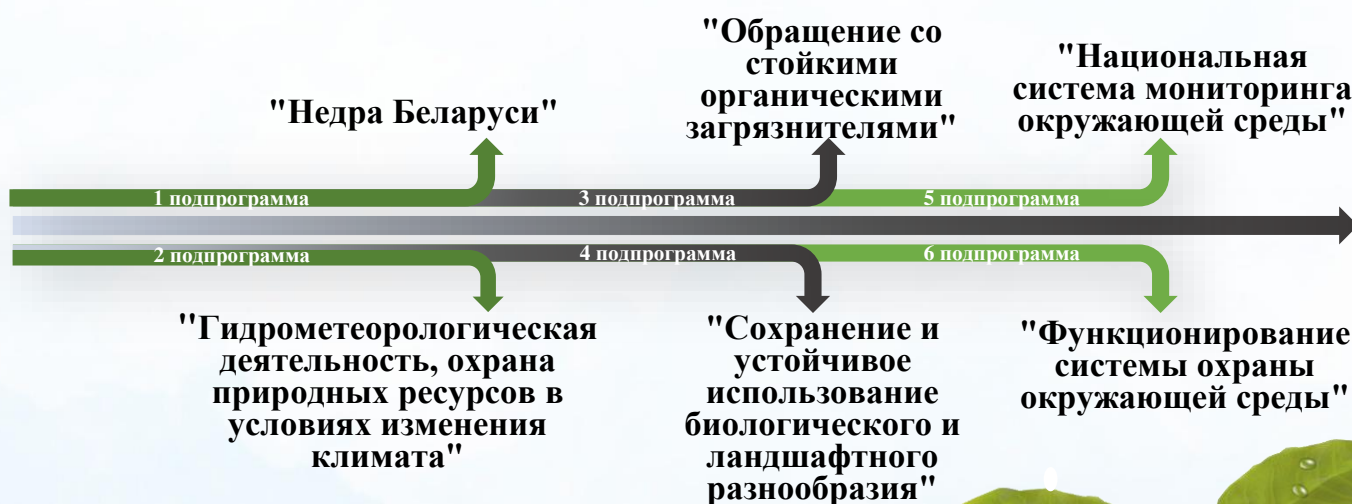 "Недра Беларуси"
"Обращение со
стойкими
органическими
загрязнителями"
"Национальная
система мониторинга
окружающей среды"
1 подпрограмма
3 подпрограмма
5 подпрограмма
2 подпрограмма
4 подпрограмма
6 подпрограмма
"Гидрометеорологическая
деятельность, охрана
природных ресурсов в
условиях изменения
климата"
"Сохранение и
устойчивое
использование
биологического и
ландшафтного
разнообразия"
"Функционирование
системы охраны
окружающей среды"